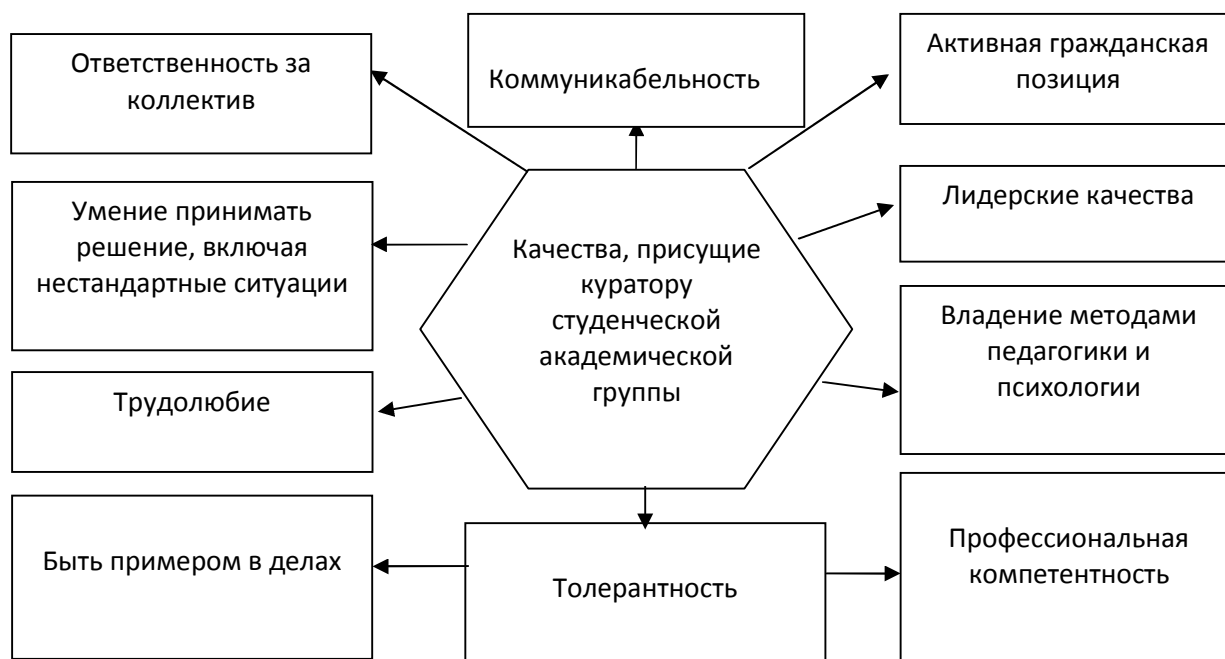 Ответственность за
коллектив
Коммуникабельность
Активная гражданская
позиция
Умение принимать
решение, включая
нестандартные ситуации
Качества, присущие
куратору
студенческой
академической
группы
Лидерские качества
Владение методами
педагогики и
психологии
Трудолюбие
Быть примером в делах
Толерантность
Профессиональная
компетентность